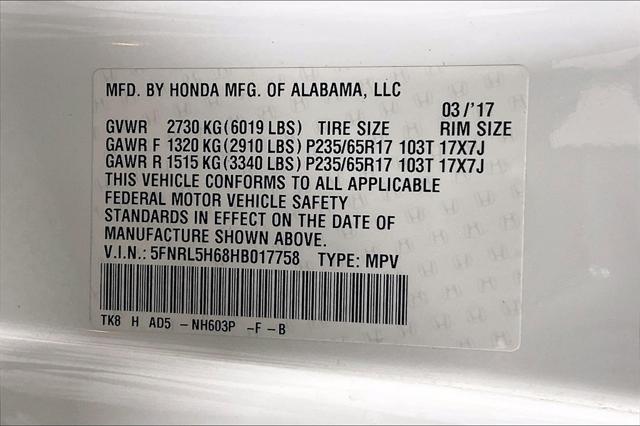 MFD. BY HONDA MFG. OF ALABAMA, LLC
03/'17
GVWR 2730 KG(6019 LBS) TIRE SIZE RIM SIZE
GAWR F 1320 KG(2910 LBS) P235/65R17 103T 17X7J
GAWR R 1515 KG(3340 LBS) P235/65R17 103T 17X7J
THIS VEHICLE CONFORMS TO ALL APPLICABLE
FEDERAL MOTOR VEHICLE SAFETY
STANDARDS IN EFFECT ON THE DATE OF
MANUFACTURE SHOWN ABOVE.
V.I.N.: 5FNRL5H68HB017758 TYPE: MPV
TK8 H AD5 - NH603P - F - B